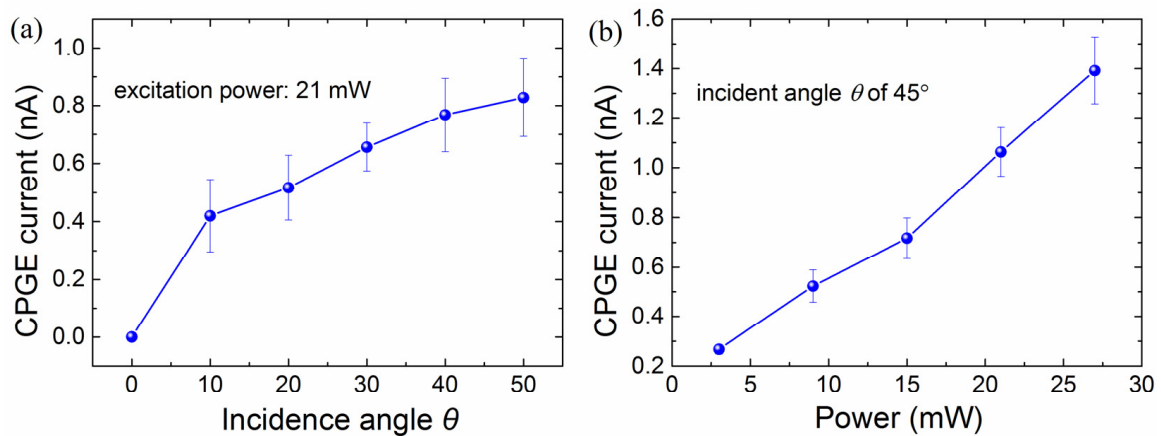 (a)
1.0
0.8
0.6
0.4
0.2
0.0
CPGE current (nA)
excitation power: 21 mW
0 10 20 30 40 50
Incidence angle θ
(b)
1.6
1.4
1.2
1.0
0.8
0.6
0.4
0.2
CPGE current (nA)
incident angle θ of 45°
0 5 10 15 20 25 30
Power (mW)